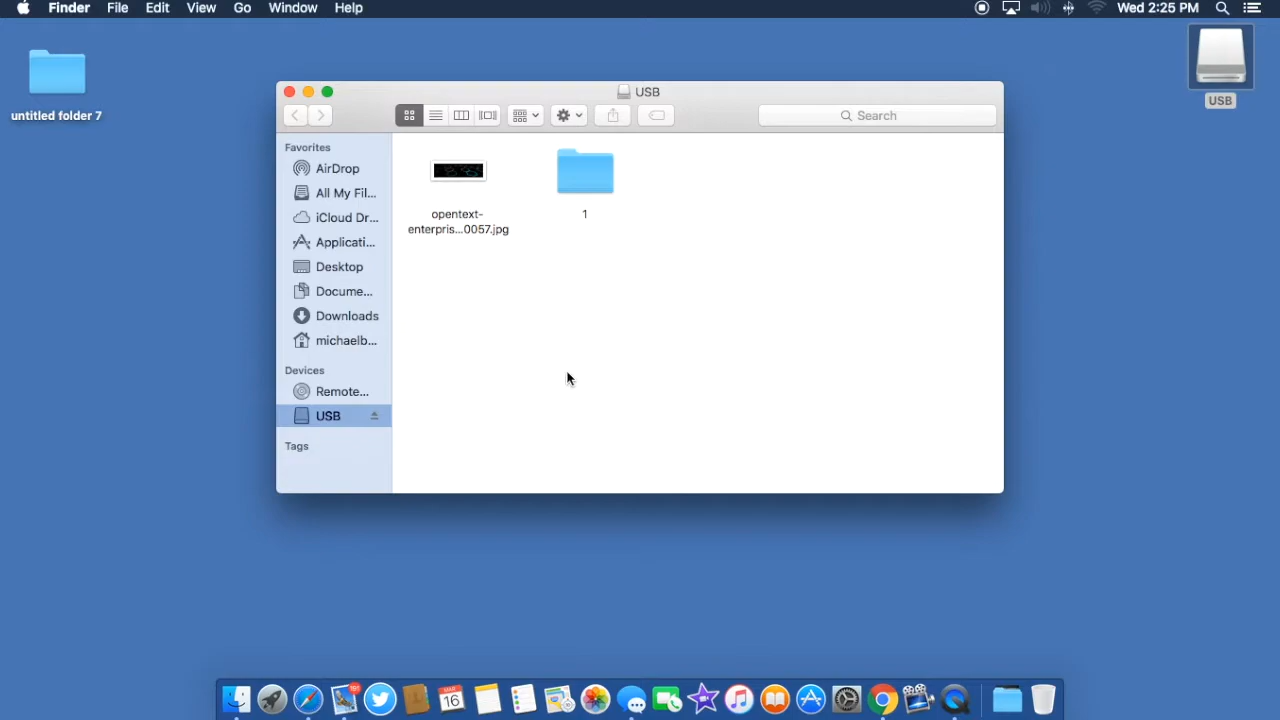 Finder File Edit View Go Window Help Wed 2:25 PM
untitled folder 7
USB
USB
Search
Favorites
AirDrop
All My Fil...
iCloud Dr...
Applicati...
Desktop
Docume...
Downloads
michaelb...
Devices
Remote...
USB
Tags
opentext-
enterpris...0057.jpg
1
MAR
16